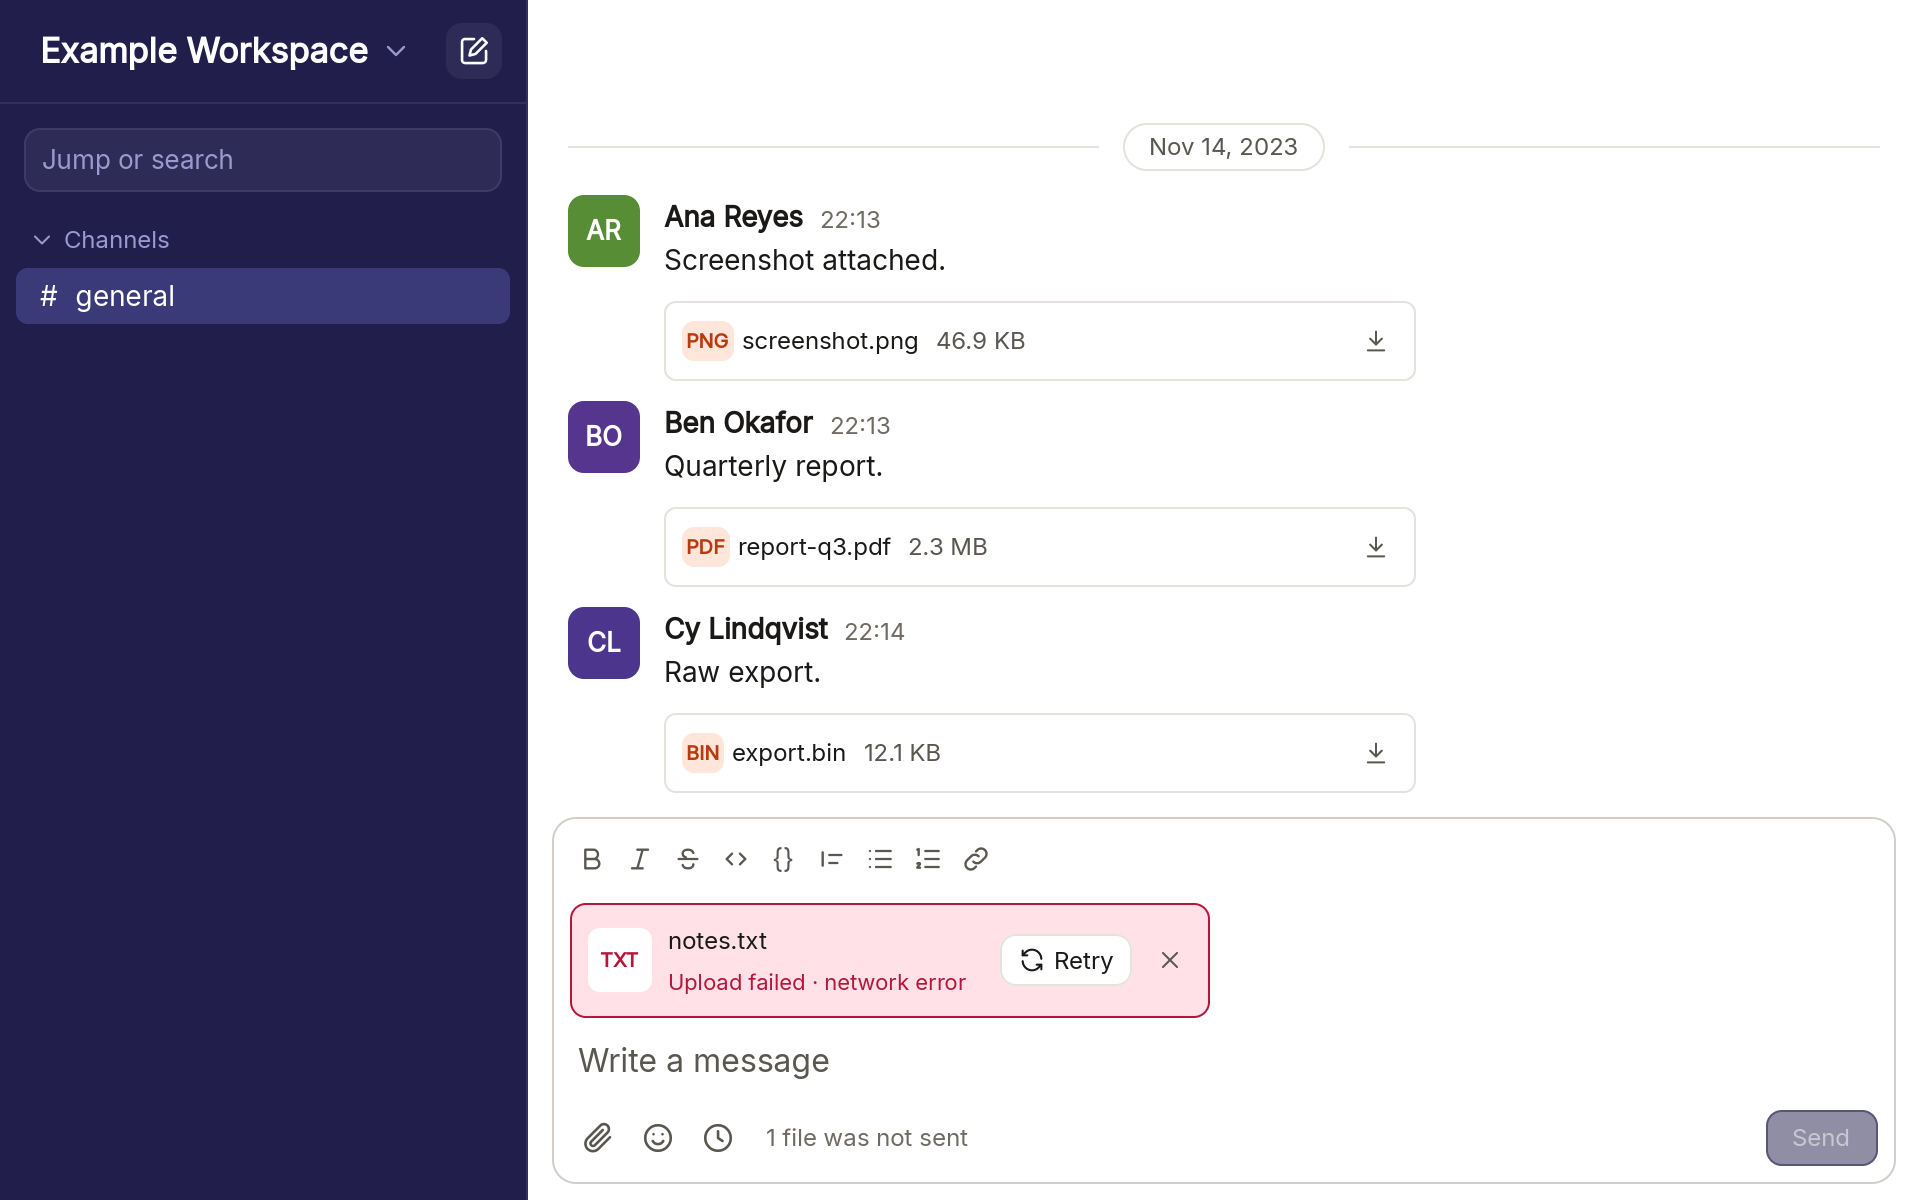 Example Workspace
Jump or search
Channels
# general
Nov 14, 2023
AR
Ana Reyes 22:13
Screenshot attached.
PNG screenshot.png 46.9 KB
BO
Ben Okafor 22:13
Quarterly report.
PDF report-q3.pdf 2.3 MB
CL
Cy Lindqvist 22:14
Raw export.
BIN export.bin 12.1 KB
TXT
notes.txt
Upload failed · network error
Retry
Write a message
1 file was not sent
Send